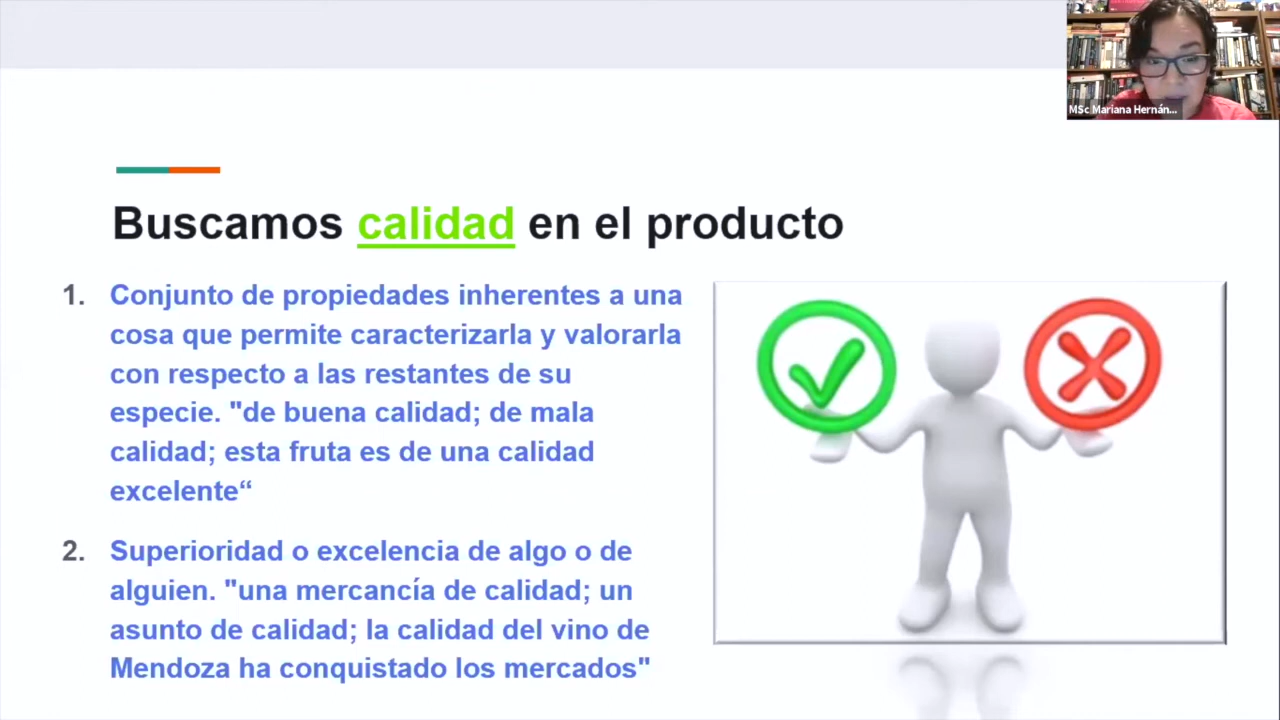 MSc Mariana Hernán...
Buscamos calidad en el producto
1. Conjunto de propiedades inherentes a una
cosa que permite caracterizarla y valorarla
con respecto a las restantes de su
especie. "de buena calidad; de mala
calidad; esta fruta es de una calidad
excelente“
2. Superioridad o excelencia de algo o de
alguien. "una mercancía de calidad; un
asunto de calidad; la calidad del vino de
Mendoza ha conquistado los mercados"